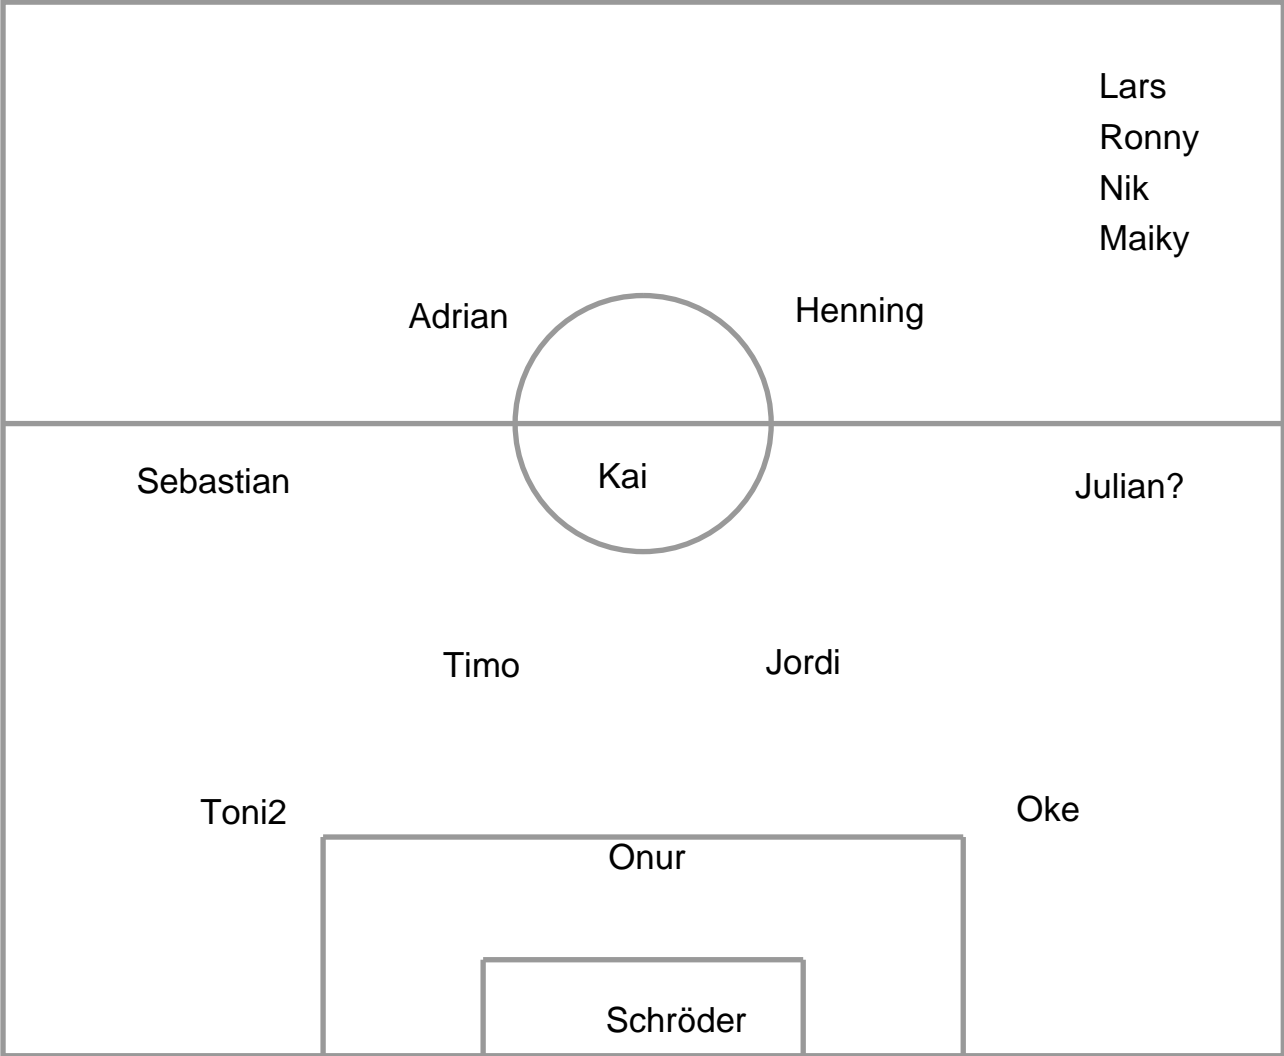 Lars
Ronny
Nik
Maiky
Adrian
Henning
Sebastian
Kai
Julian?
Timo
Jordi
Toni2
Oke
Onur
Schröder